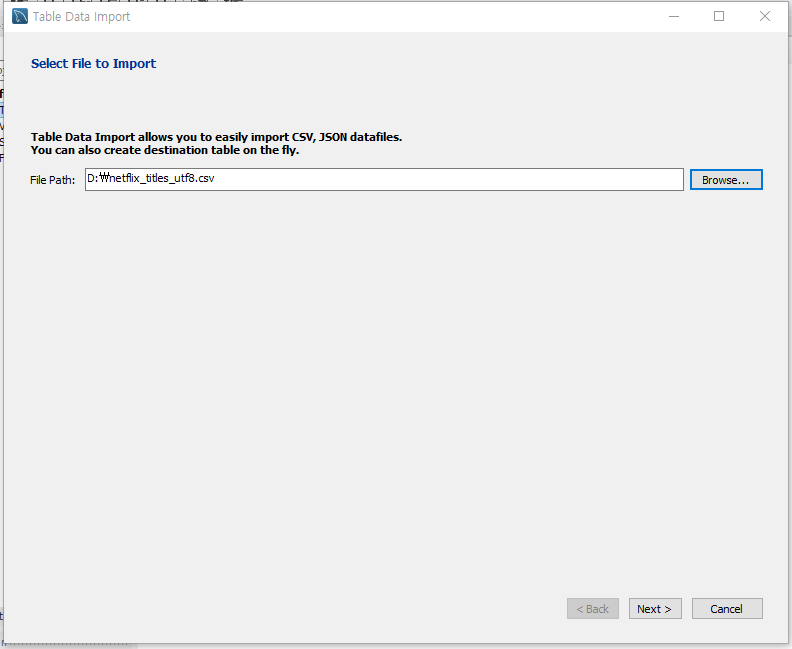 Table Data Import
Select File to Import
Table Data Import allows you to easily import CSV, JSON datafiles.
You can also create destination table on the fly.
File Path: D:₩netflix_titles_utf8.csv Browse...
< Back Next > Cancel